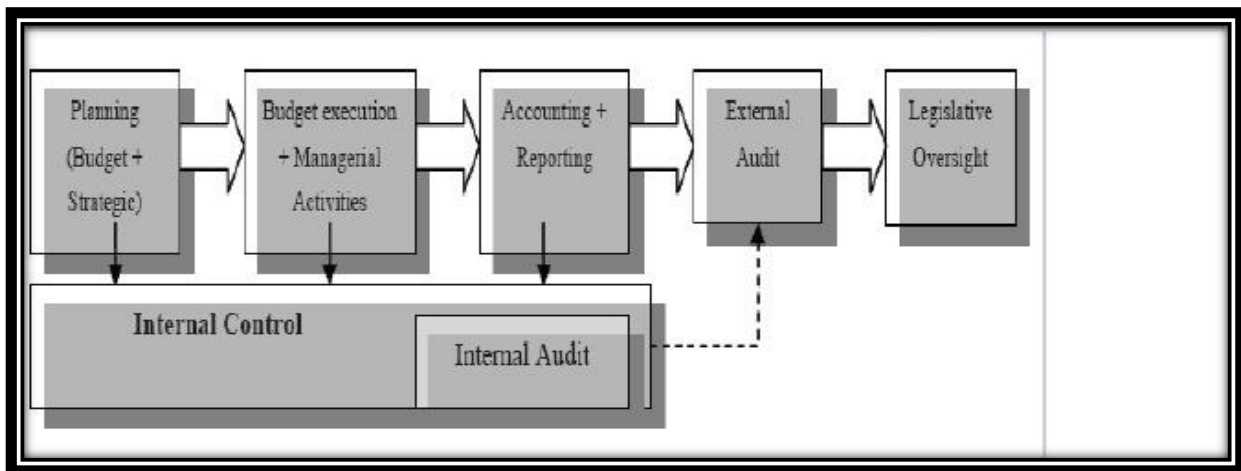 Planning
(Budget +
Strategic)
Budget execution
+ Managerial
Activities
Accounting +
Reporting
External
Audit
Legislative
Oversight
Internal Control
Internal Audit